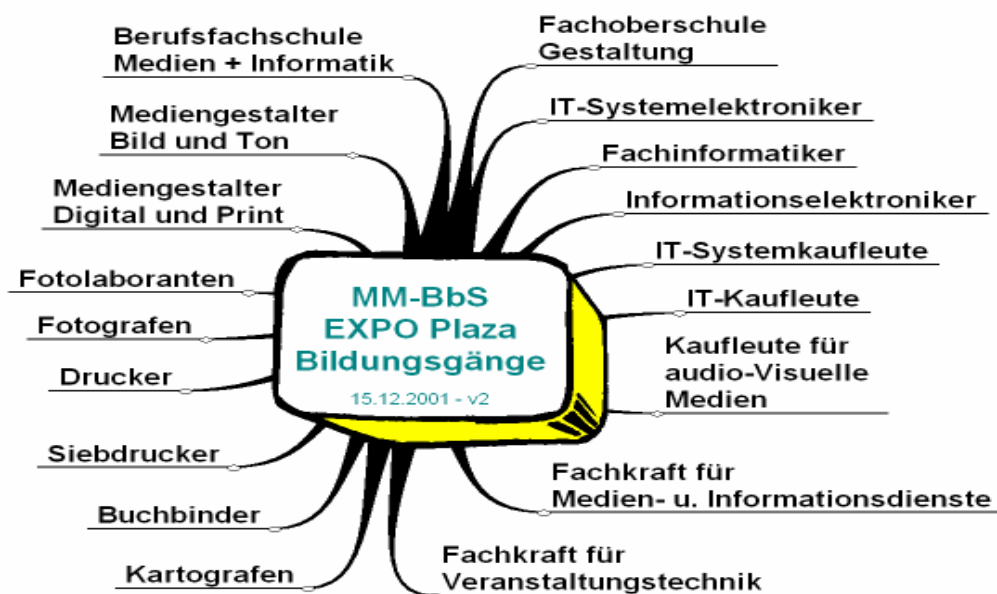 Berufsfachschule
Medien + Informatik
Fachoberschule
Gestaltung
Mediengestalter
Bild und Ton
IT-Systemelektroniker
Fachinformatiker
Mediengestalter
Digital und Print
Informationselektroniker
IT-Systemkaufleute
Fotolaboranten
IT-Kaufleute
Fotografen
Kaufleute für
audio-Visuelle
Medien
Drucker
MM-BbS
EXPO Plaza
Bildungsgänge
15.12.2001 - v2
Siebdrucker
Fachkraft für
Medien- u. Informationsdienste
Buchbinder
Fachkraft für
Veranstaltungstechnik
Kartografen